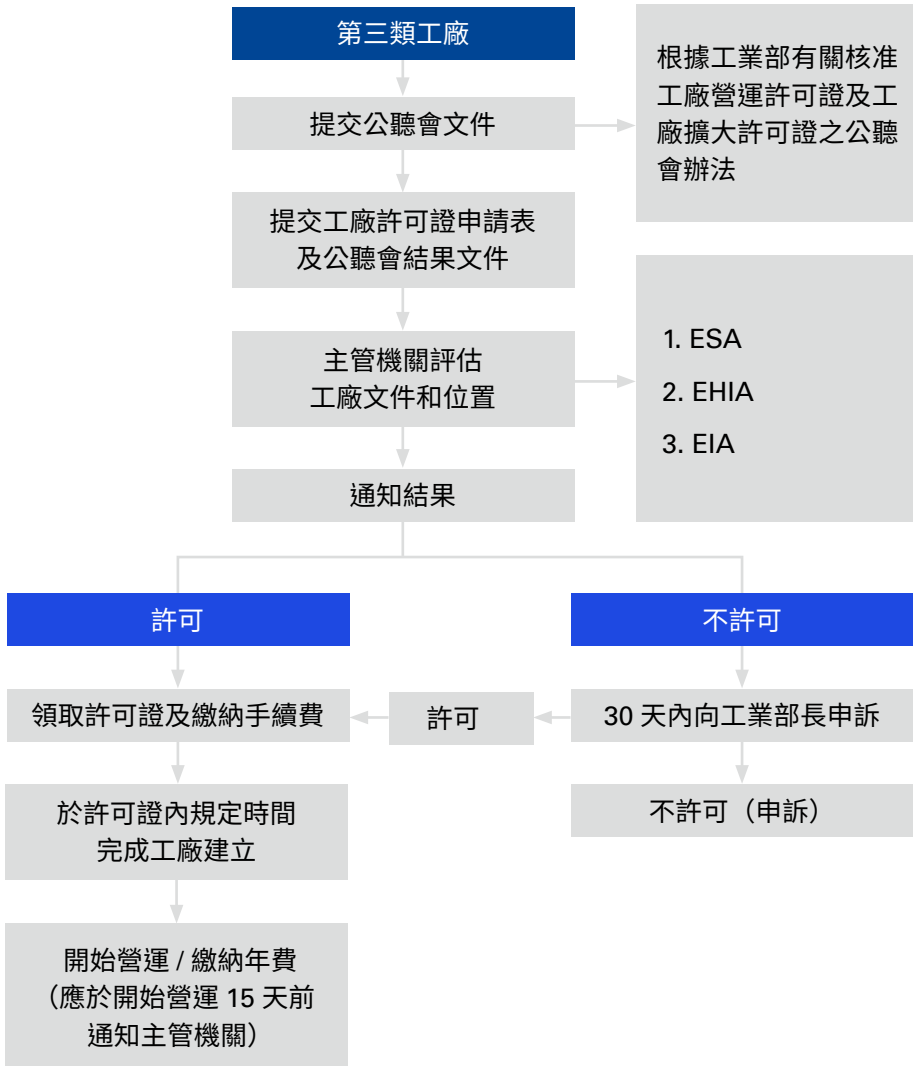 第三類工廠
提交公聽會文件
根據工業部有關核准
工廠營運許可證及工
廠擴大許可證之公聽
會辦法
提交工廠許可證申請表
及公聽會結果文件
主管機關評估
工廠文件和位置
1. ESA
2. EHIA
3. EIA
通知結果
許可
不許可
領取許可證及繳納手續費
許可
30 天內向工業部長申訴
於許可證內規定時間
完成工廠建立
不許可（申訴）
開始營運 / 繳納年費
（應於開始營運 15 天前
通知主管機關）